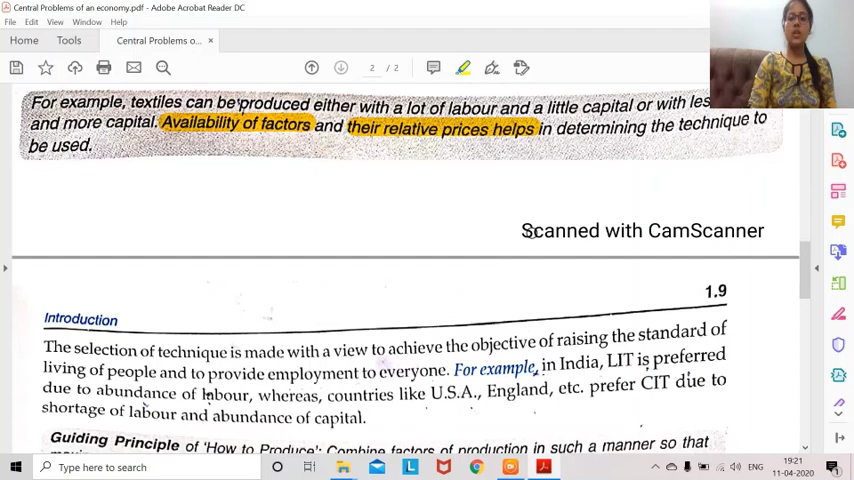 Central Problems of an economy.pdf - Adobe Acrobat Reader DC
File Edit View Window Help
Home Tools Central Problems o... ×
2 / 2
For example, textiles can be produced either with a lot of labour and a little capital or with les
and more capital. Availability of factors and their relative prices helps in determining the technique to
be used.
Scanned with CamScanner
1.9
Introduction
The selection of technique is made with a view to achieve the objective of raising the standard of
living of people and to provide employment to everyone. For example, in India, LIT is preferred
due to abundance of labour, whereas, countries like U.S.A., England, etc. prefer CIT due to
shortage of labour and abundance of capital.
Guiding Principle of 'How to Produce': Combine factors of production in such a manner so that
Type here to search
ENG
19:21
11-04-2020